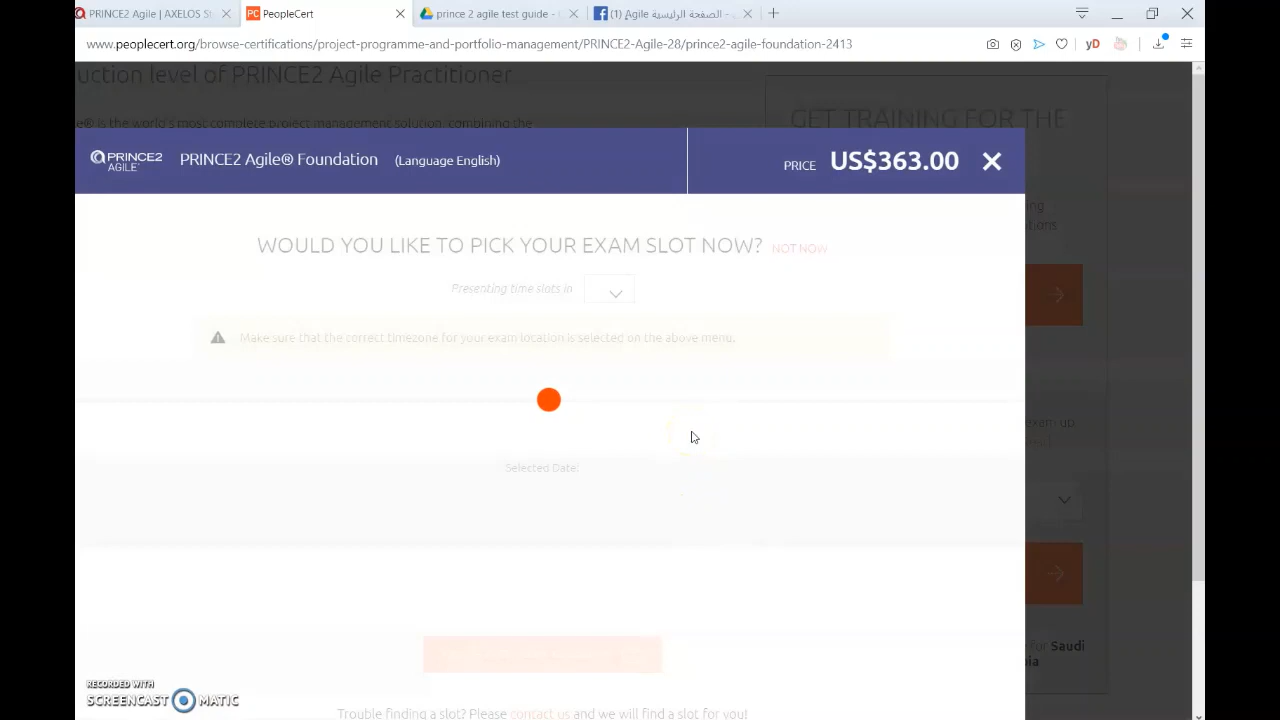 PRINCE2 Agile | AXELOS St
PeopleCert
prince 2 agile test guide -
(1) Agile الصفحة الرئيسية -
www.peoplecert.org/browse-certifications/project-programme-and-portfolio-management/PRINCE2-Agile-28/prince2-agile-foundation-2413
yD
uction level of PRINCE2 Agile Practitioner
e® is the world's most complete project management solution, combining the
GET TRAINING FOR THE
PRINCE2 AGILE
PRINCE2 Agile® Foundation (Language English)
PRICE US$363.00
WOULD YOU LIKE TO PICK YOUR EXAM SLOT NOW? NOT NOW
Presenting time slots in
Make sure that the correct timezone for your exam location is selected on the above menu.
exam up
Selected Date:
for Saudi
Trouble finding a slot? Please contact us and we will find a slot for you!
RECORDED WITH
SCREENCAST MATIC